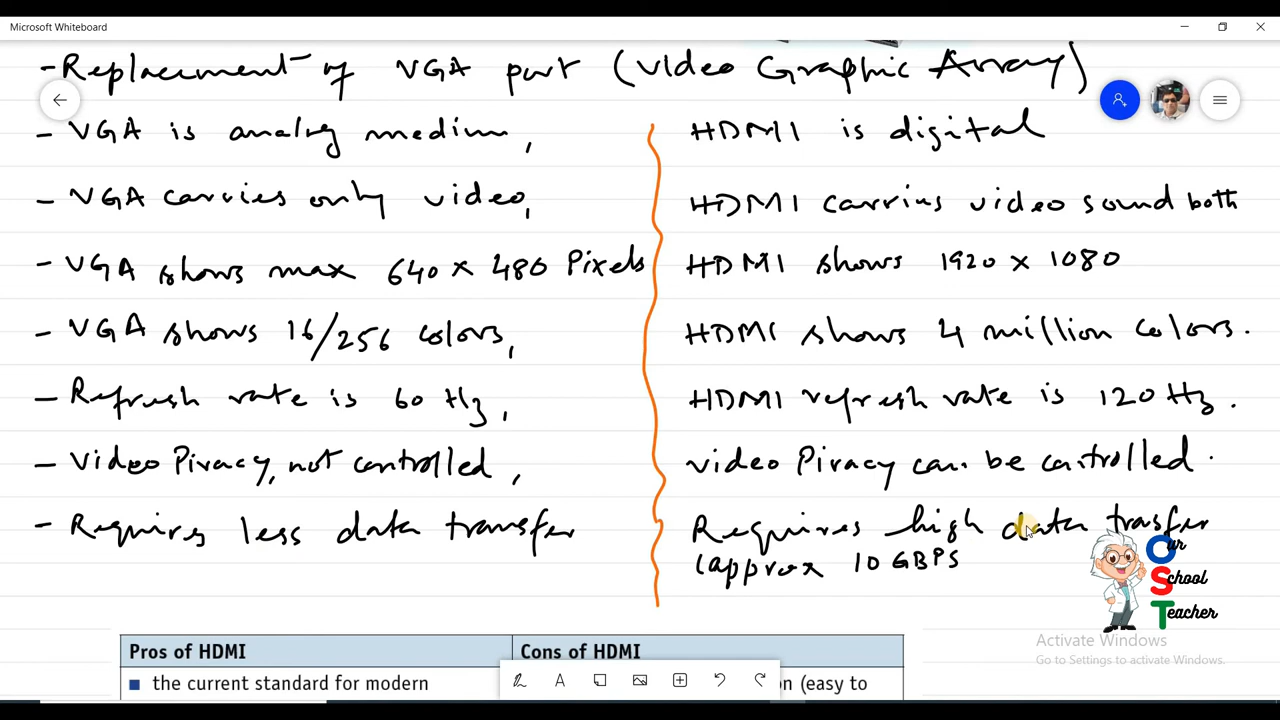 Microsoft Whiteboard
- Replacement of VGA port (Video Graphic Array)
- VGA is analog medium, HDMI is digital
- VGA carries only video, HDMI carries video sound both
- VGA shows max 640 x 480 Pixels HDMI shows 1920 x 1080
- VGA shows 16/256 colors, HDMI shows 4 million colors.
- Refresh rate is 60 Hz, HDMI refresh rate is 120 Hz.
- Video Piracy, not controlled, video Piracy can be controlled.
- Requires less data transfer Requires high data trasfer
(approx 10 GBPS
Our
School
Teacher
Activate Windows
Go to Settings to activate Windows.
Pros of HDMI Cons of HDMI
■ the current standard for modern on (easy to